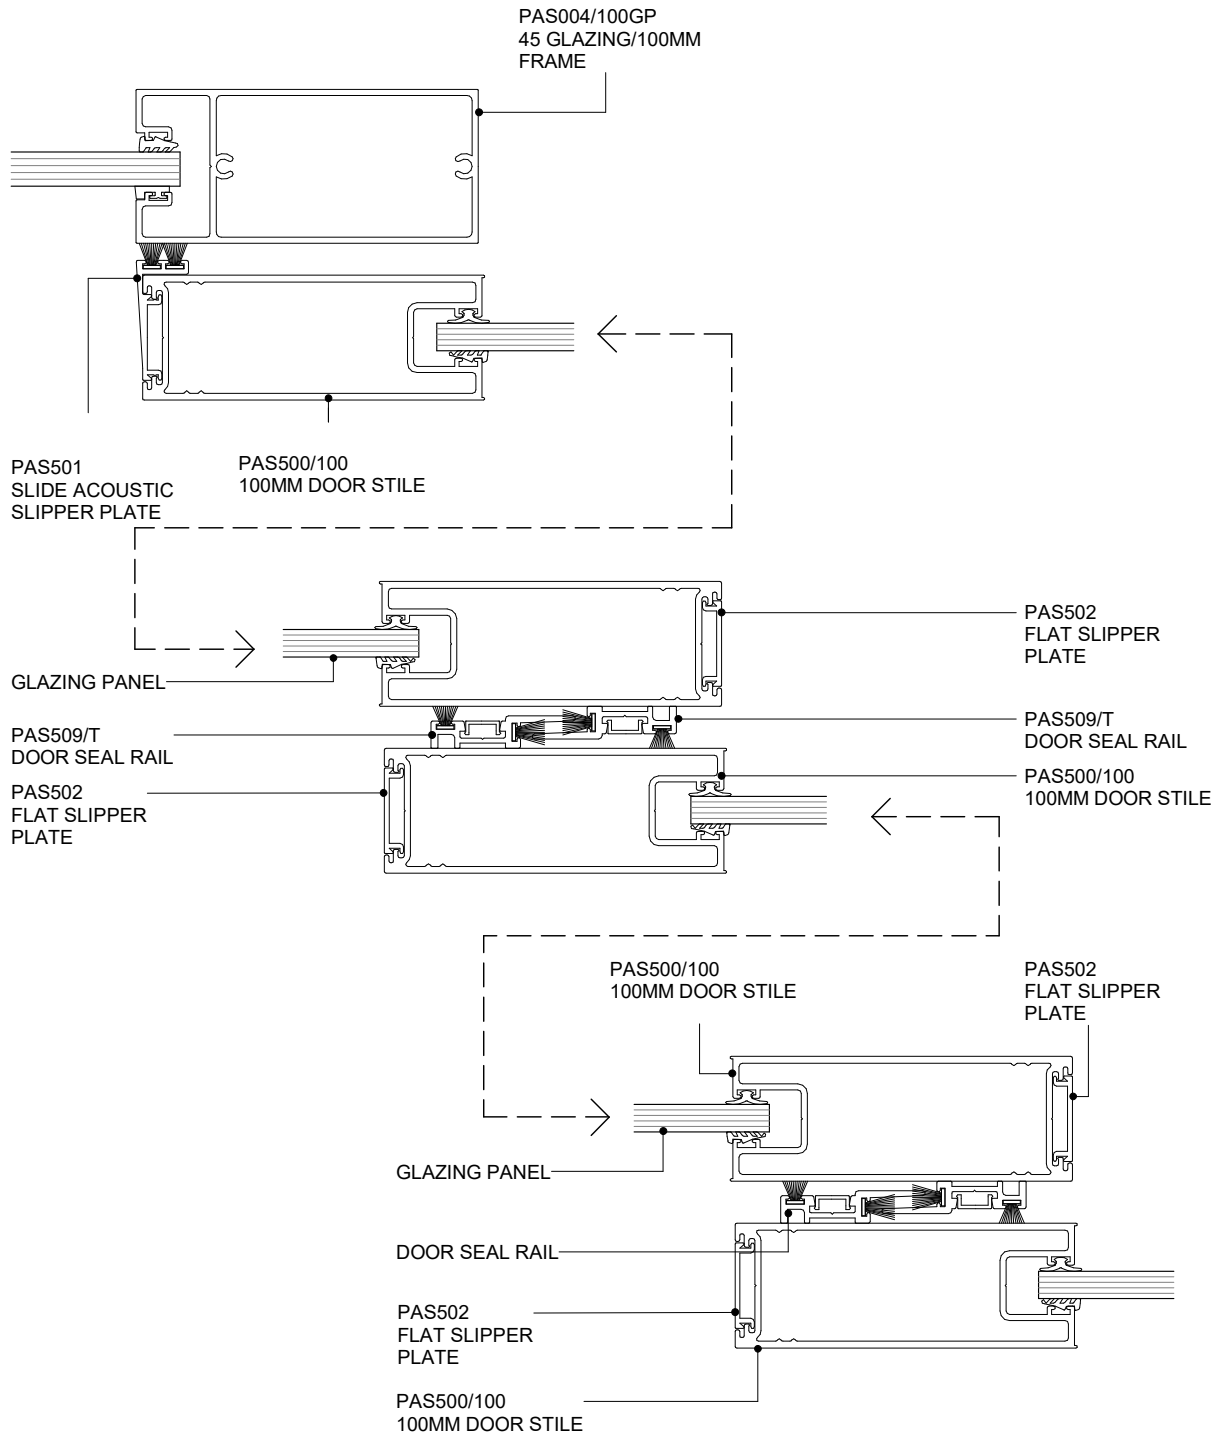 PAS004/100GP
45 GLAZING/100MM
FRAME
PAS501
SLIDE ACOUSTIC
SLIPPER PLATE
PAS500/100
100MM DOOR STILE
PAS502
FLAT SLIPPER
PLATE
GLAZING PANEL
PAS509/T
DOOR SEAL RAIL
PAS509/T
DOOR SEAL RAIL
PAS502
FLAT SLIPPER
PLATE
PAS500/100
100MM DOOR STILE
PAS500/100
100MM DOOR STILE
PAS502
FLAT SLIPPER
PLATE
GLAZING PANEL
DOOR SEAL RAIL
PAS502
FLAT SLIPPER
PLATE
PAS500/100
100MM DOOR STILE